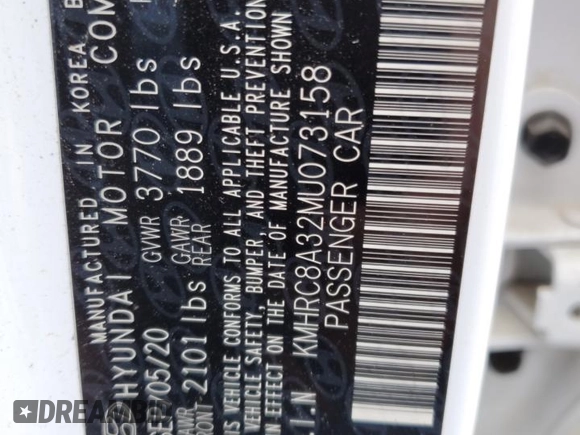 MANUFACTURED IN KOREA, B
HYUNDAI MOTOR COM
05/20 GVWR 3770 lbs
GAWR
FRONT-2101 lbs REAR 1889 lbs
VEHICLE CONFORMS TO ALL APPLICABLE U.S.A.
VEHICLE SAFETY, BUMPER, AND THEFT PREVENTION
IN EFFECT ON THE DATE OF MANUFACTURE SHOWN
KMHRC8A32MU073158
PASSENGER CAR
DREAMBID